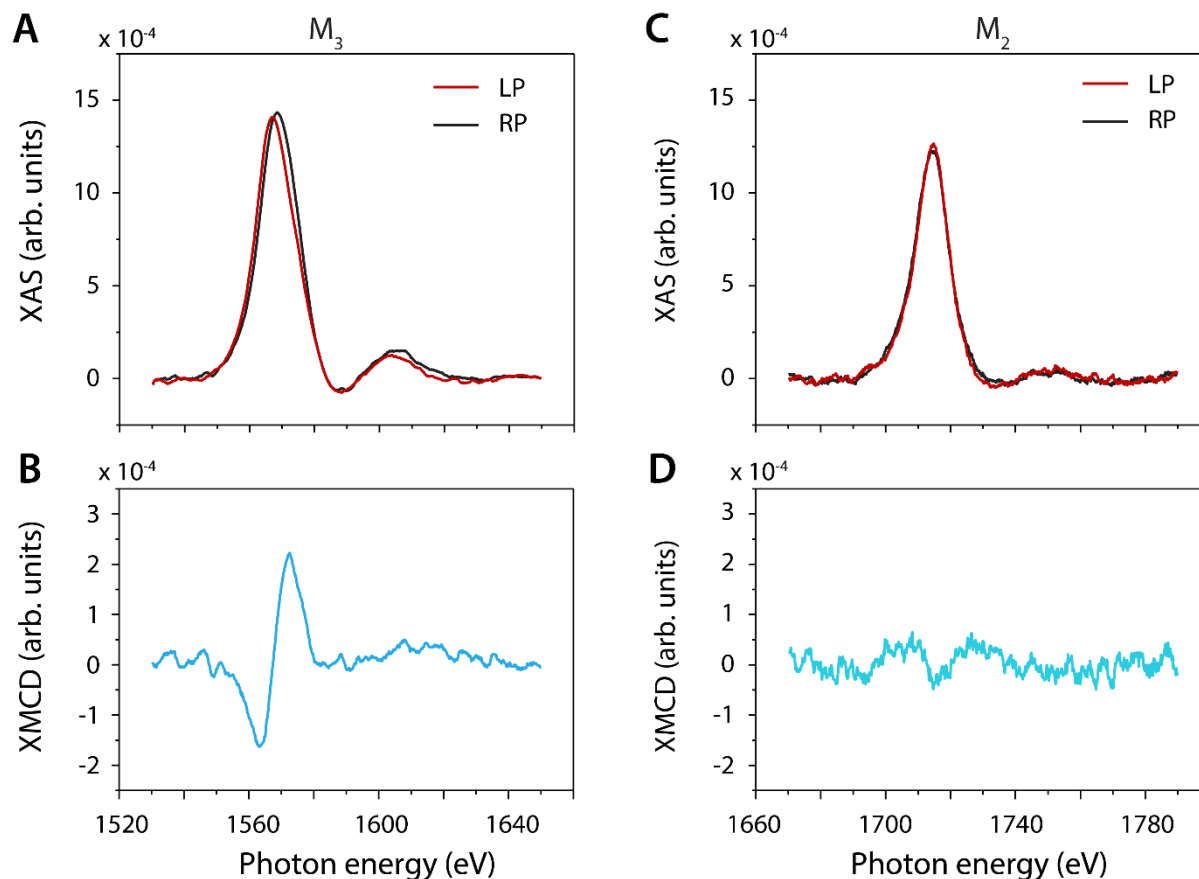 A
x 10⁻⁴
M₃
XAS (arb. units)
15
10
5
0
LP
RP
C
x 10⁻⁴
M₂
XAS (arb. units)
15
10
5
0
LP
RP
B
x 10⁻⁴
XMCD (arb. units)
3
2
1
0
-1
-2
1520
1560
1600
1640
Photon energy (eV)
D
x 10⁻⁴
XMCD (arb. units)
3
2
1
0
-1
-2
1660
1700
1740
1780
Photon energy (eV)